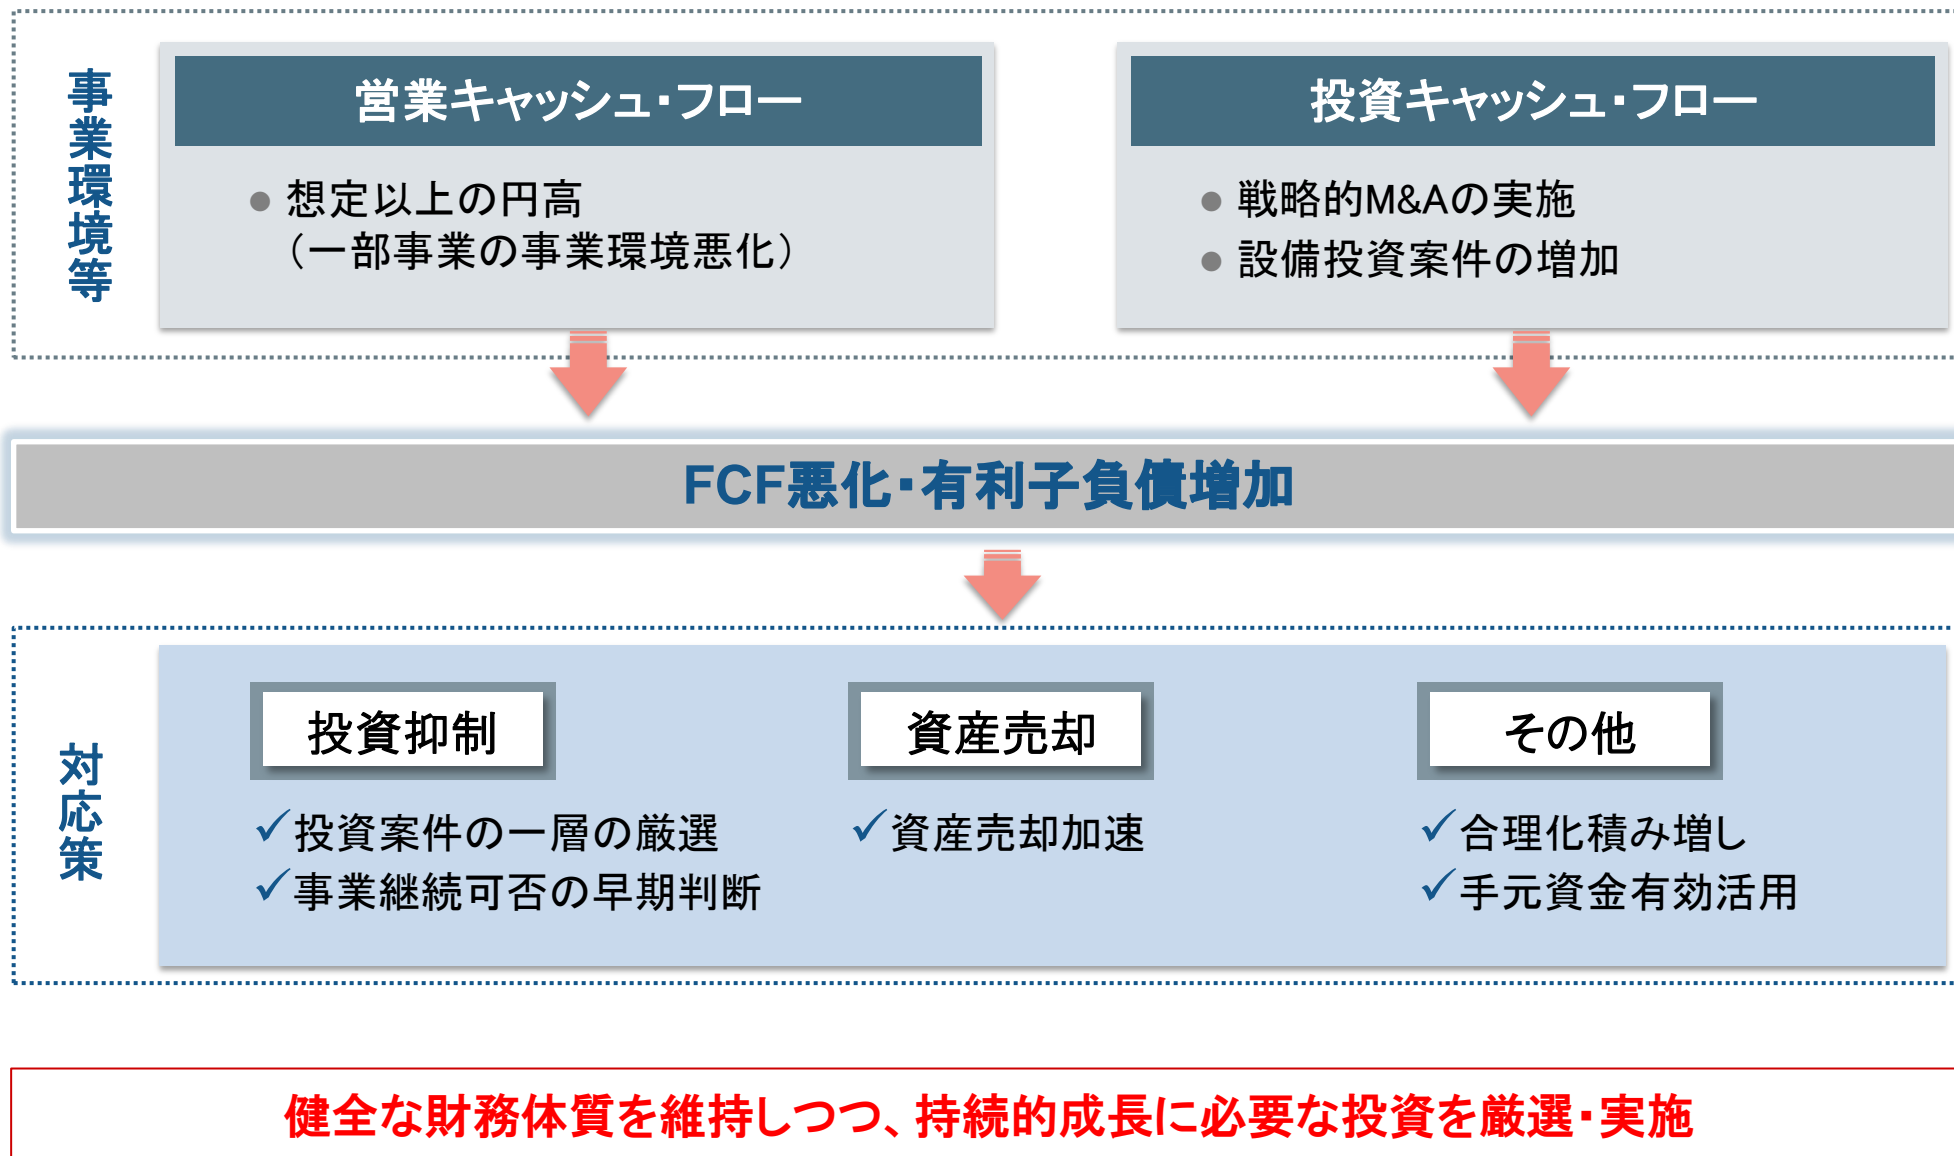 事業環境等
営業キャッシュ・フロー
● 想定以上の円高
（一部事業の事業環境悪化）
投資キャッシュ・フロー
● 戦略的M&Aの実施
● 設備投資案件の増加
FCF悪化・有利子負債増加
対応策
投資抑制
✓投資案件の一層の厳選
✓事業継続可否の早期判断
資産売却
✓資産売却加速
その他
✓合理化積み増し
✓手元資金有効活用
健全な財務体質を維持しつつ、持続的成長に必要な投資を厳選・実施